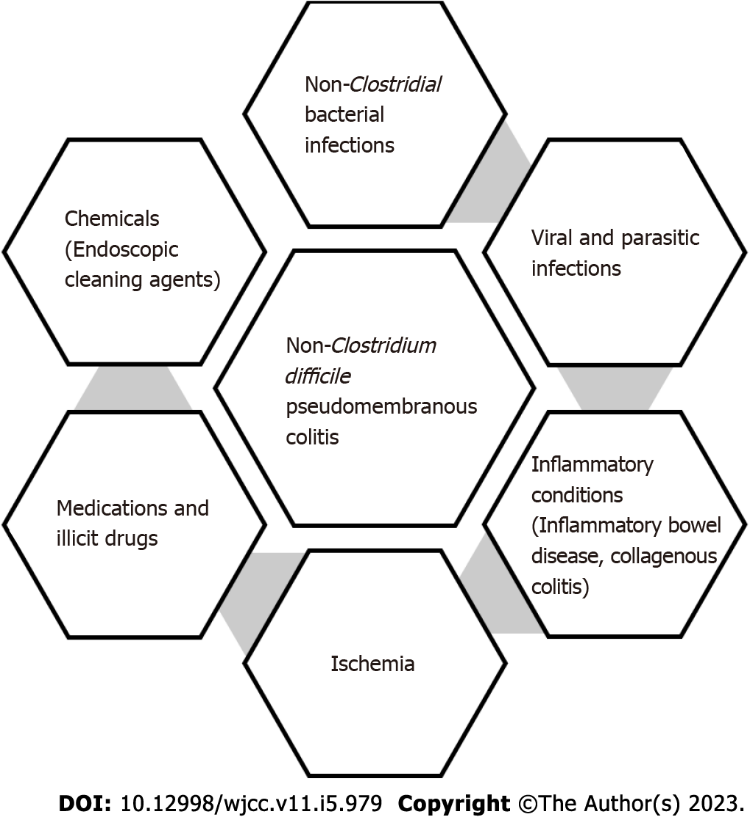 Non-Clostridial
bacterial
infections
Chemicals
(Endoscopic
cleaning agents)
Viral and parasitic
infections
Non-Clostridium
difficile
pseudomembranous
colitis
Inflammatory
conditions
(Inflammatory bowel
disease, collagenous
colitis)
Medications and
illicit drugs
Ischemia
DOI: 10.12998/wjcc.v11.i5.979 Copyright ©The Author(s) 2023.